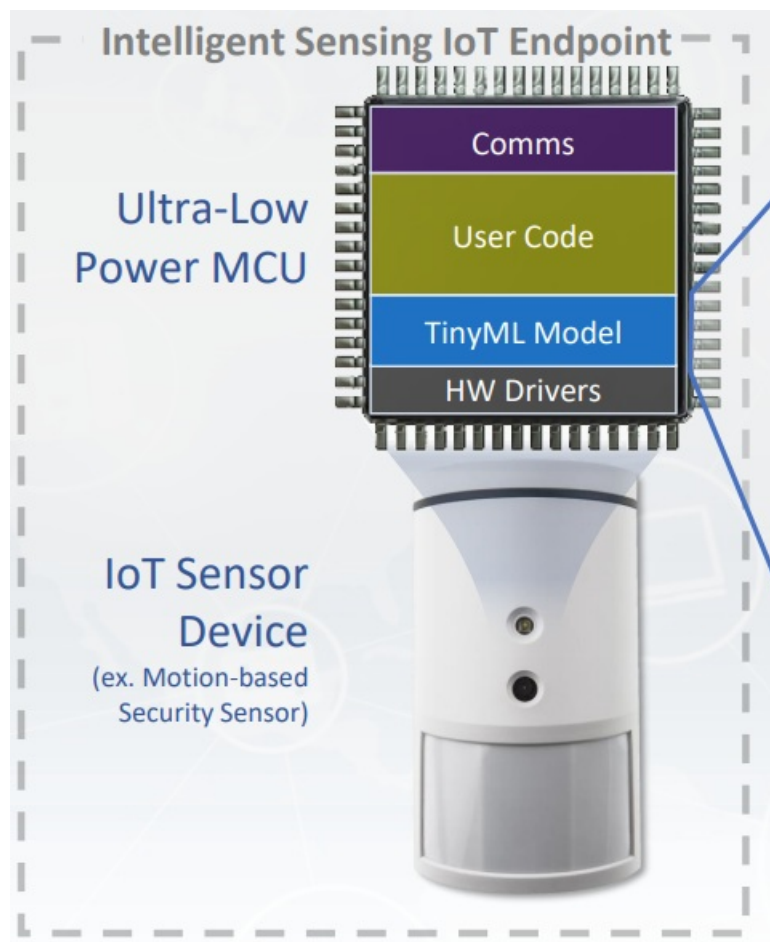 Intelligent Sensing IoT Endpoint
Comms
Ultra-Low
Power MCU
User Code
TinyML Model
HW Drivers
IoT Sensor
Device
(ex. Motion-based
Security Sensor)